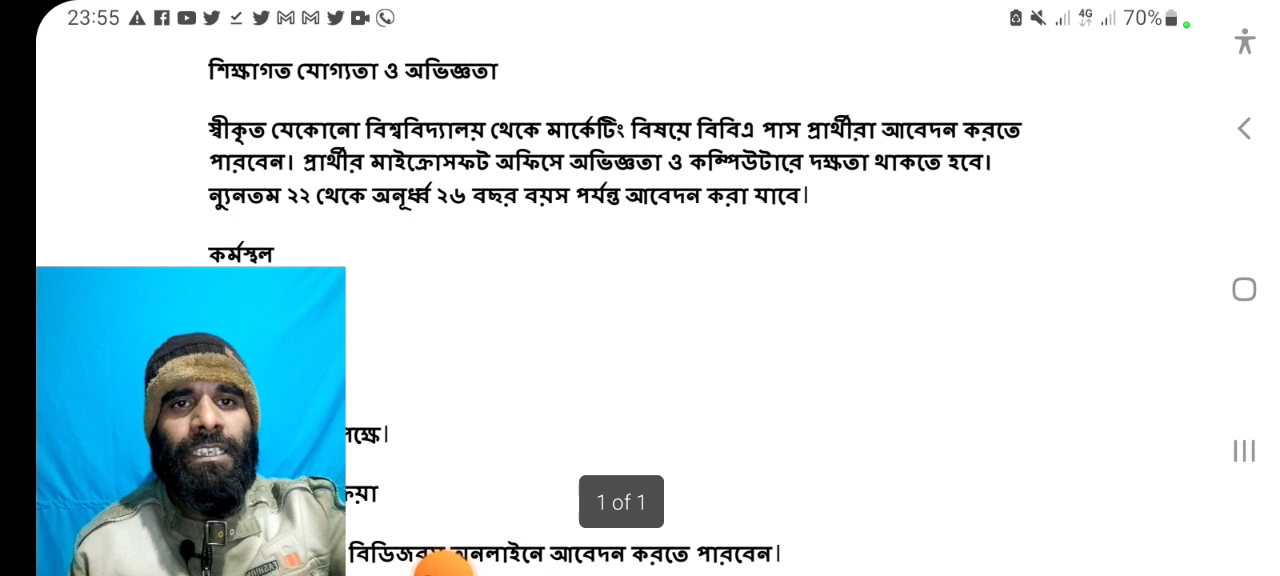 23:55
4G
70%
শিক্ষাগত যোগ্যতা ও অভিজ্ঞতা
স্বীকৃত যেকোনো বিশ্ববিদ্যালয় থেকে মার্কেটিং বিষয়ে বিবিএ পাস প্রার্থীরা আবেদন করতে
পারবেন। প্রার্থীর মাইক্রোসফট অফিসে অভিজ্ঞতা ও কম্পিউটারে দক্ষতা থাকতে হবে।
ন্যুনতম ২২ থেকে অনূর্ধ্ব ২৬ বছর বয়স পর্যন্ত আবেদন করা যাবে।
কর্মস্থল
1 of 1
অনলাইনে আবেদন করতে পারবেন।